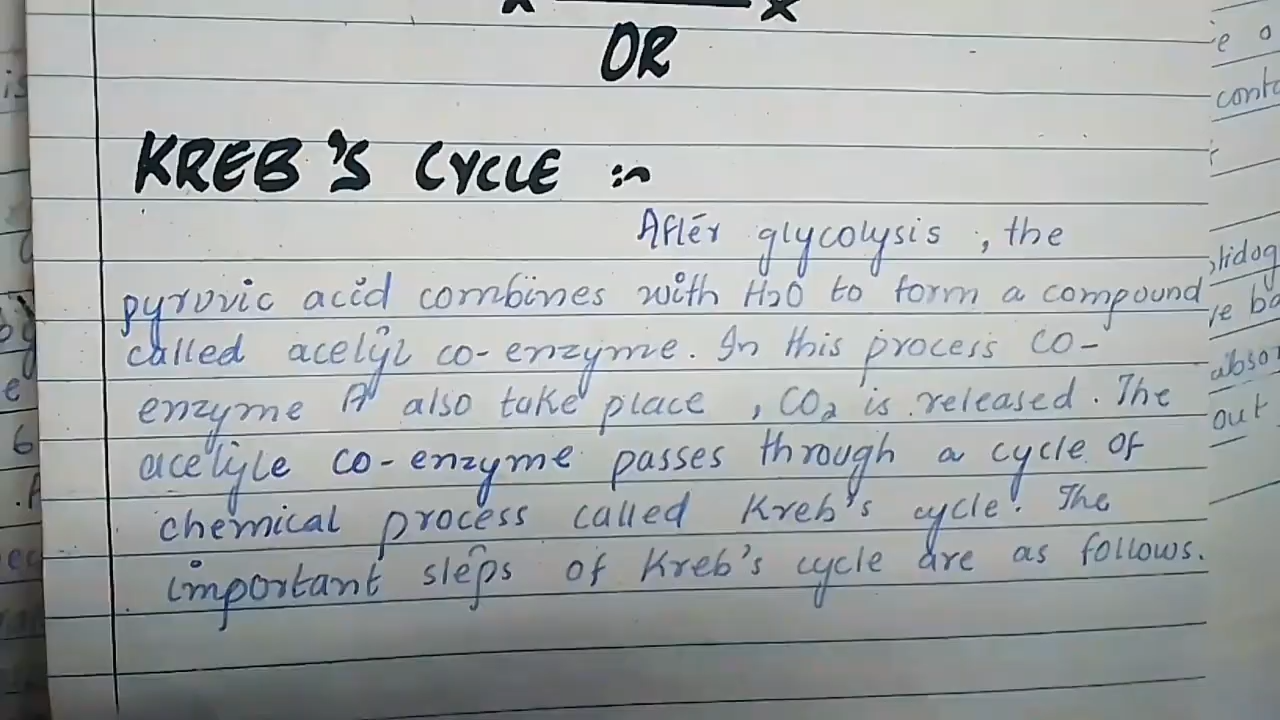 OR
KREB'S CYCLE :~
After glycolysis , the
pyruvic acid combines with H2O to form a compound
called acetyl co-enzyme. In this process co-
enzyme A also take place , CO2 is released. The
acetyle co-enzyme passes through a cycle of
chemical process called Kreb's cycle. The
important steps of Kreb's cycle are as follows.
absor
out